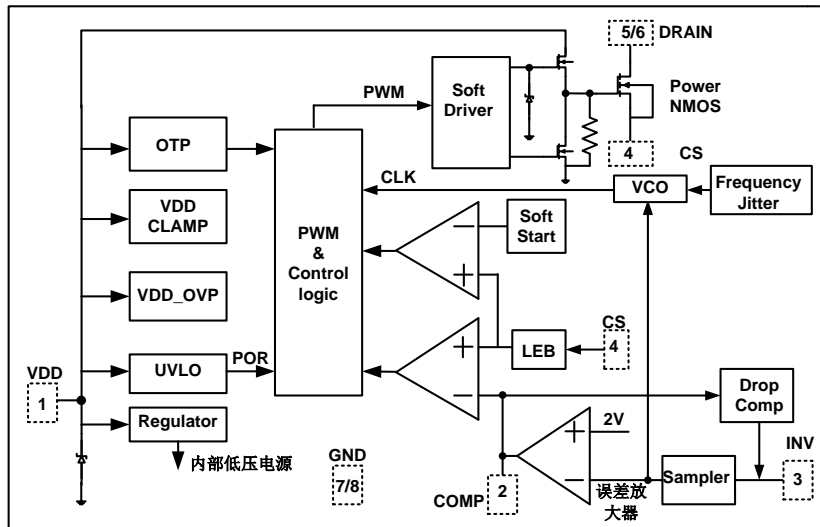 5/6 DRAIN
Power
NMOS
4 CS
PWM
Soft
Driver
OTP
VDD
CLAMP
VDD_OVP
UVLO
POR
Regulator
内部低压电源
VDD
1
PWM
&
Control
logic
CLK
VCO
Frequency
Jitter
Soft
Start
−
+
+
−
LEB
CS
4
Drop
Comp
INV
3
Sampler
2V
+
−
误差放
大器
COMP
2
GND
7/8